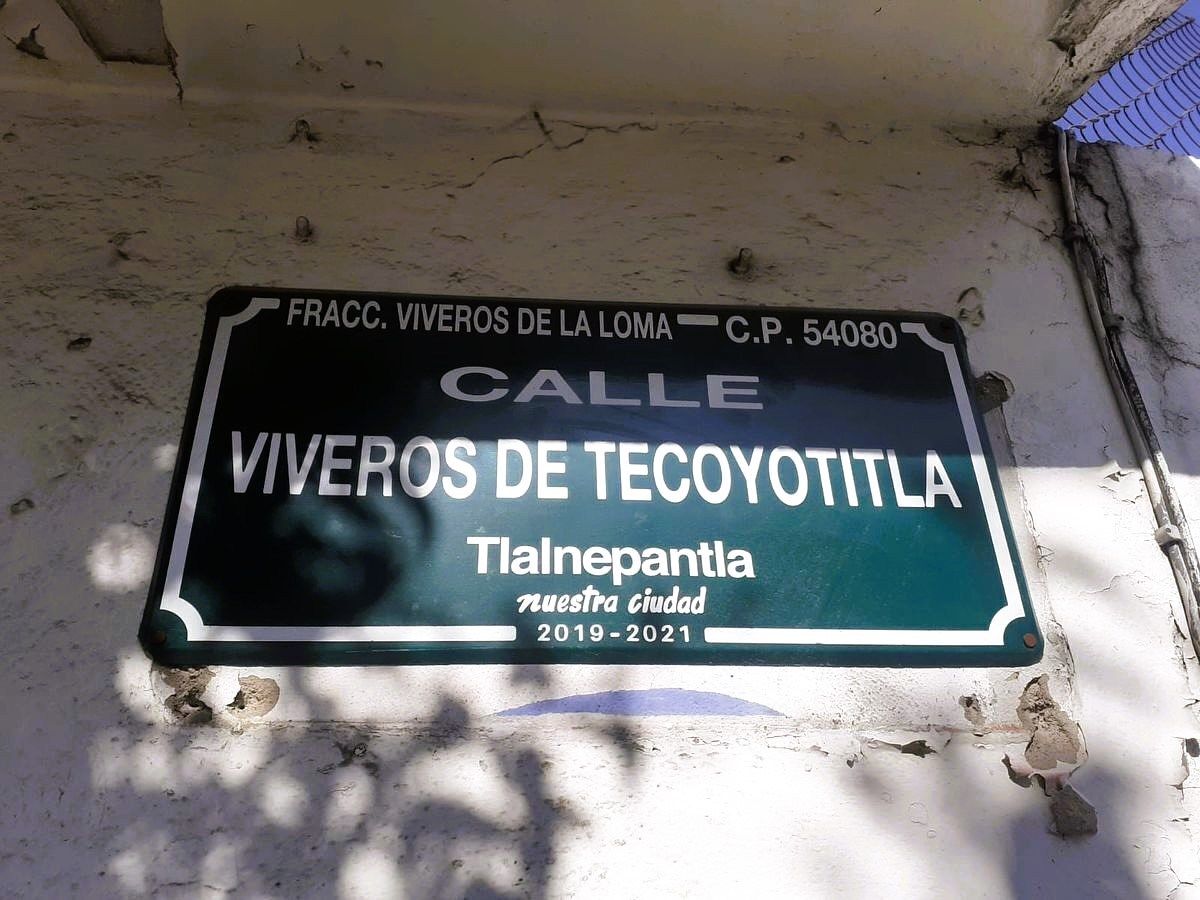 FRACC. VIVEROS DE LA LOMA C.P. 54080
CALLE
VIVEROS DE TECOYOTITLA
Tlalnepantla
nuestra ciudad
2019-2021